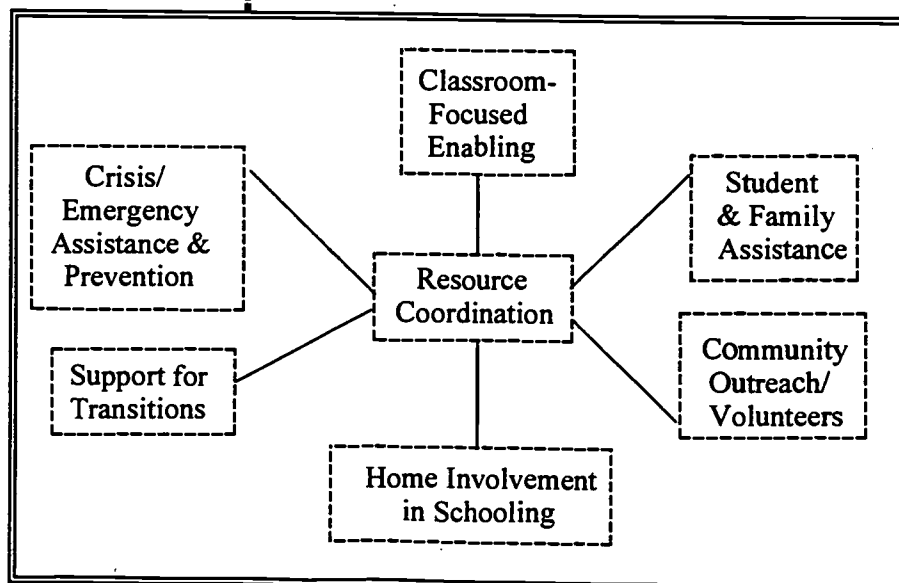 Classroom-
Focused
Enabling
Crisis/
Emergency
Assistance &
Prevention
Student
& Family
Assistance
Resource
Coordination
Support for
Transitions
Community
Outreach/
Volunteers
Home Involvement
in Schooling